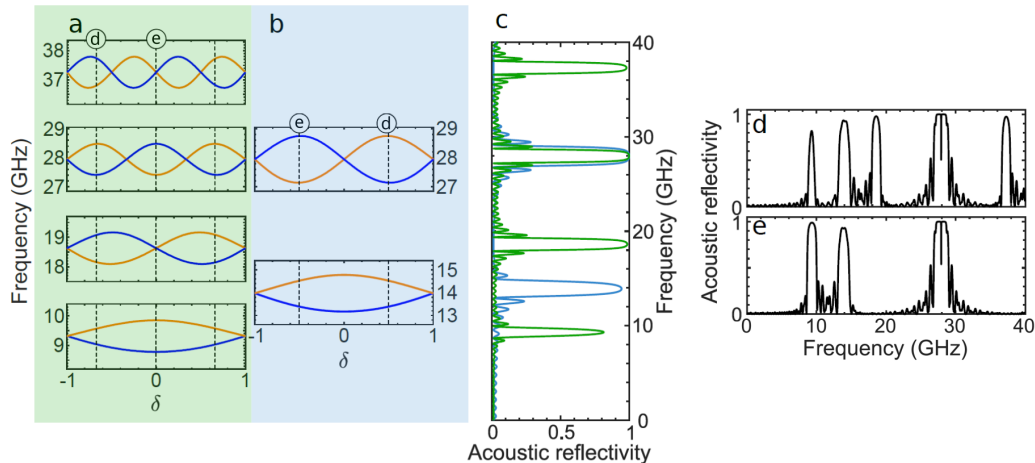 a
b
c
d
e
38
37
29
28
27
19
18
10
9
-1
0
1
δ
Frequency (GHz)
e
d
29
28
27
15
14
13
-1
0
1
δ
40
30
20
10
0
Frequency (GHz)
0
0.5
1
Acoustic reflectivity
d
1
0
e
1
0
Acoustic reflectivity
0
10
20
30
40
Frequency (GHz)